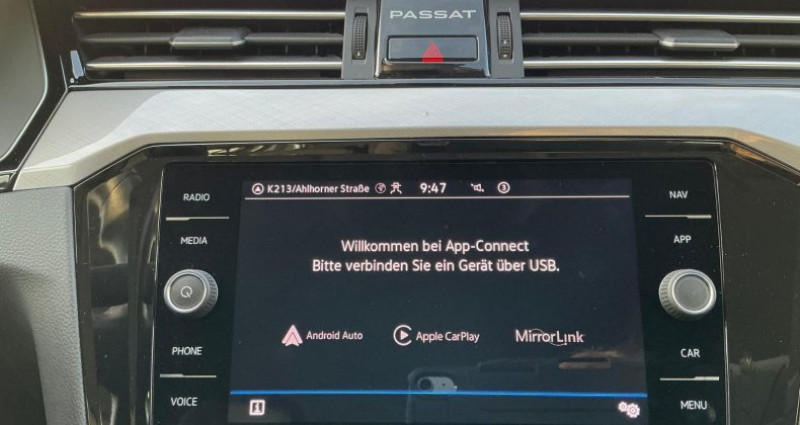 PASSAT
RADIO
MEDIA
PHONE
VOICE
K213/Ahlhorner Straße 9:47 3
Willkommen bei App-Connect
Bitte verbinden Sie ein Gerät über USB.
Android Auto Apple CarPlay MirrorLink
NAV
APP
CAR
MENU